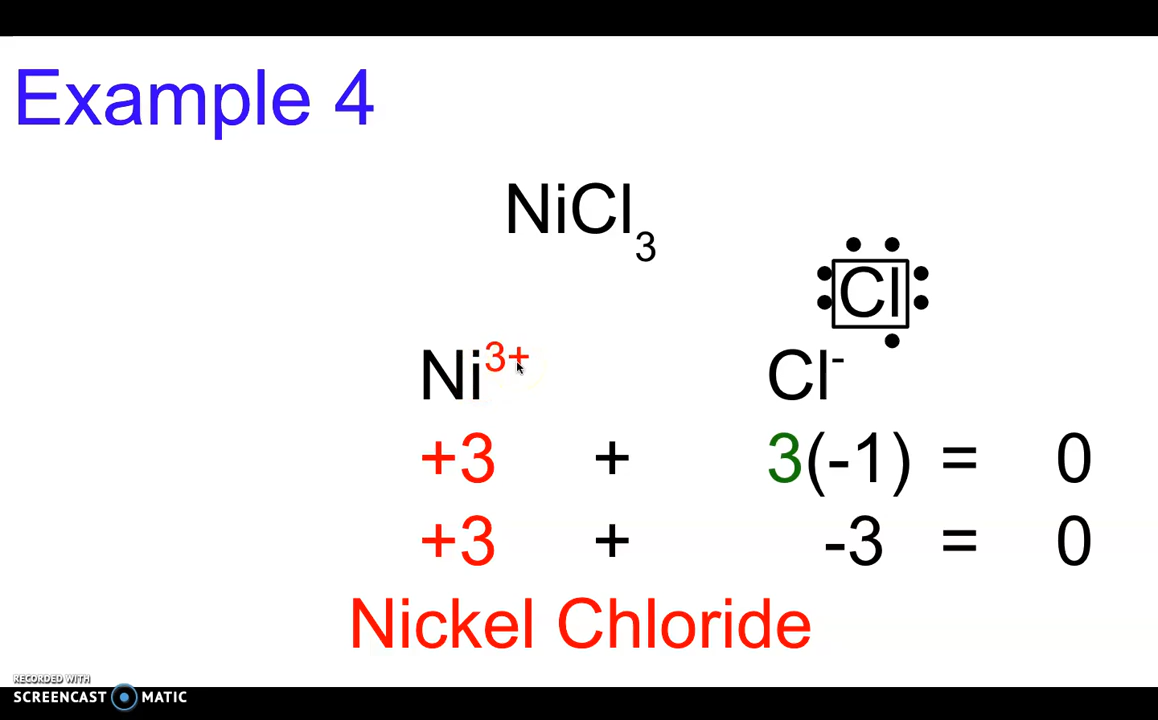 Example 4
NiCl₃
Cl
Ni³⁺ Cl⁻
+3 + 3(-1) = 0
+3 + -3 = 0
Nickel Chloride
RECORDED WITH
SCREENCAST MATIC